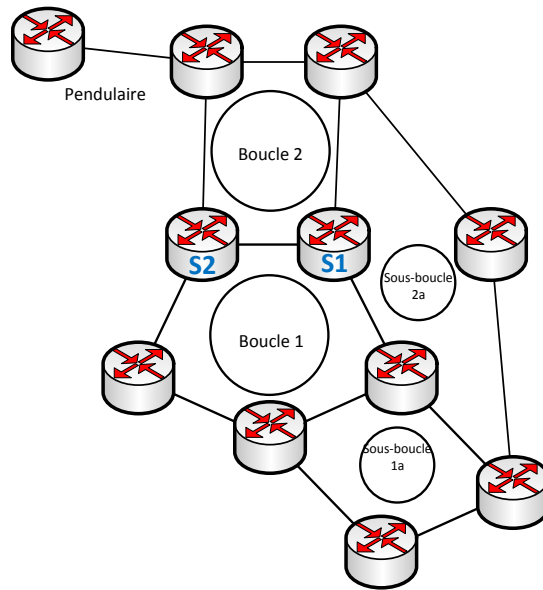 Pendulaire
Boucle 2
S2
S1
Sous-boucle
2a
Boucle 1
Sous-boucle
1a